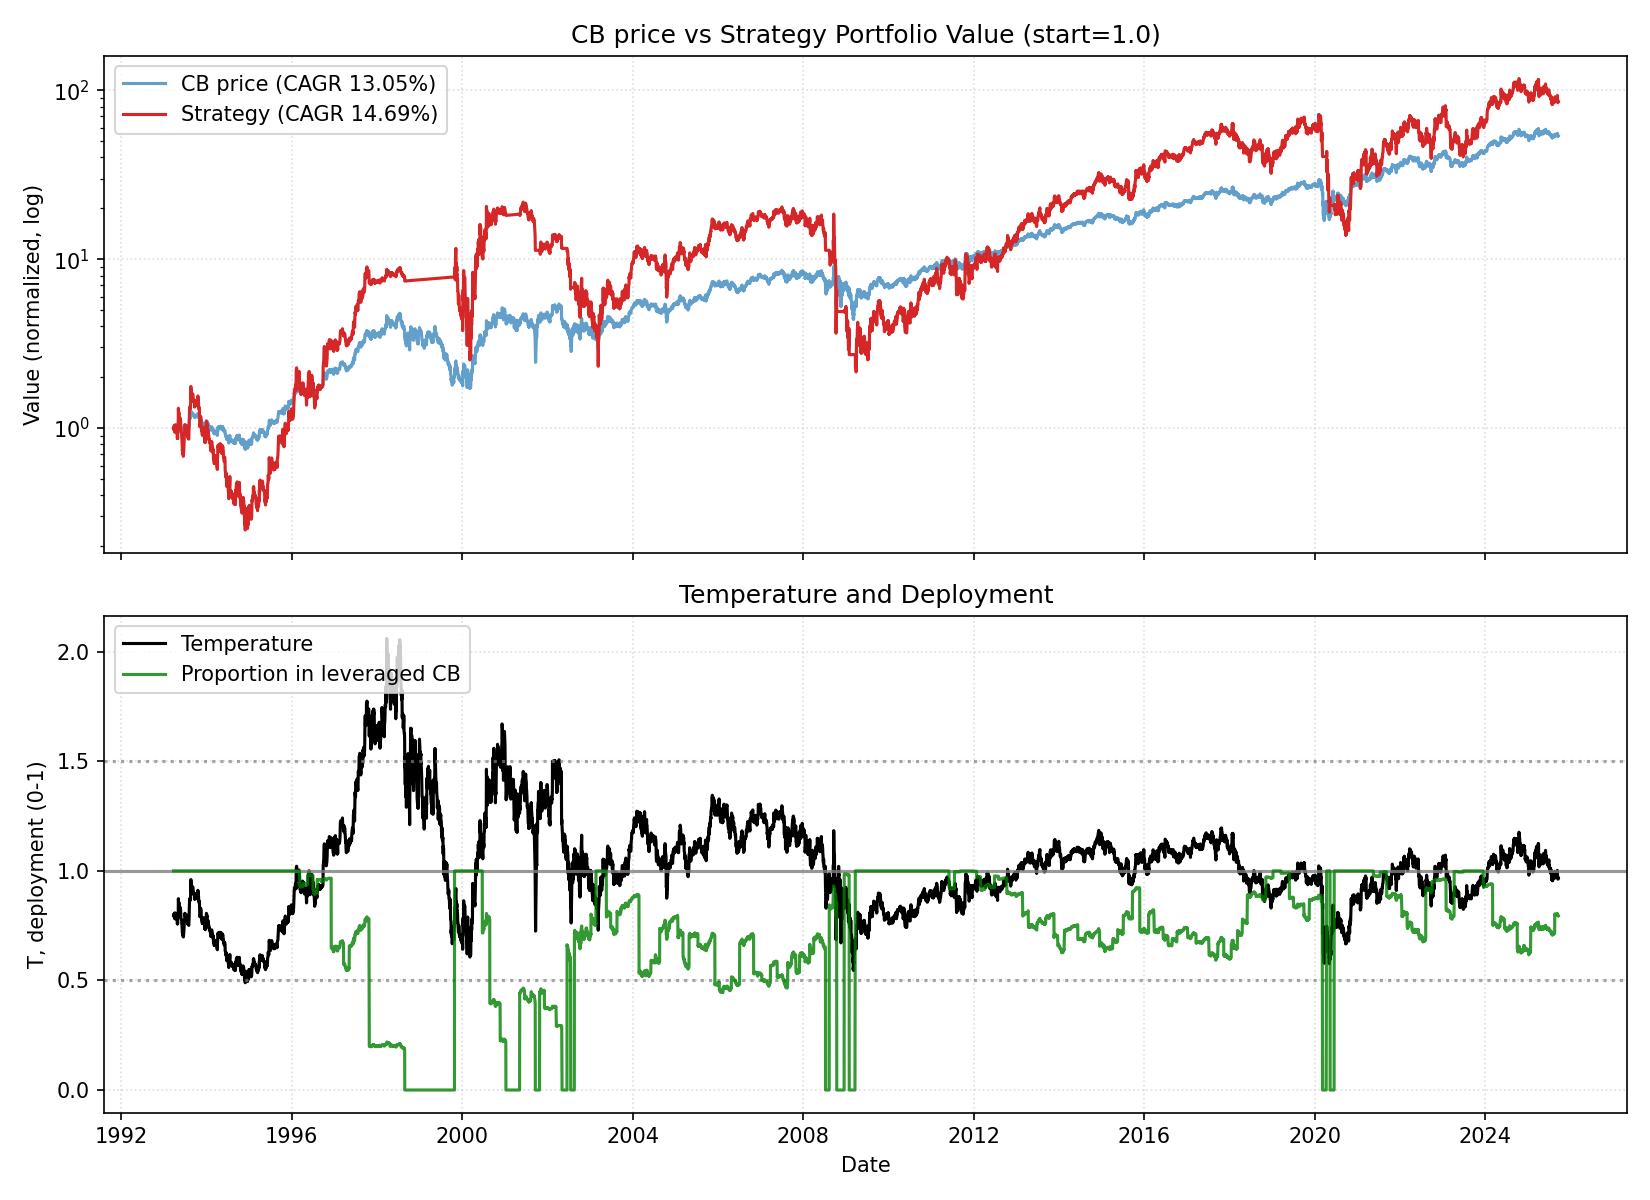 CB price vs Strategy Portfolio Value (start=1.0)
CB price (CAGR 13.05%)
Strategy (CAGR 14.69%)
Value (normalized, log)
10²
10¹
10⁰
Temperature and Deployment
Temperature
Proportion in leveraged CB
T, deployment (0-1)
2.0
1.5
1.0
0.5
0.0
1992 1996 2000 2004 2008 2012 2016 2020 2024
Date